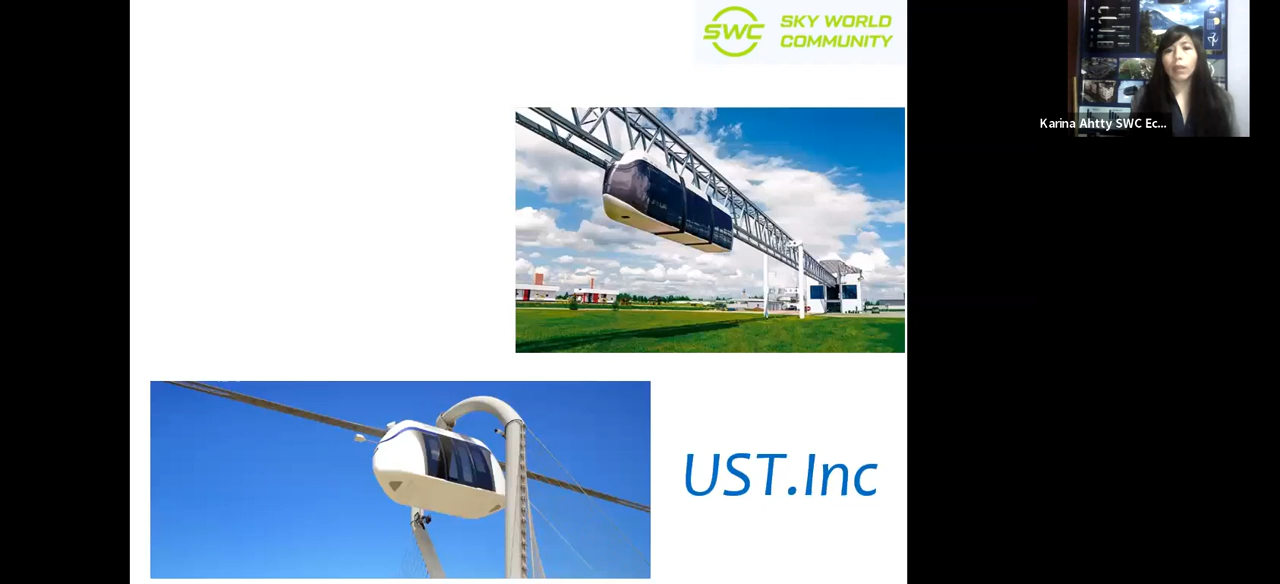 SWC
SKY WORLD
COMMUNITY
Karina Ahtty SWC Ec...
UST.Inc